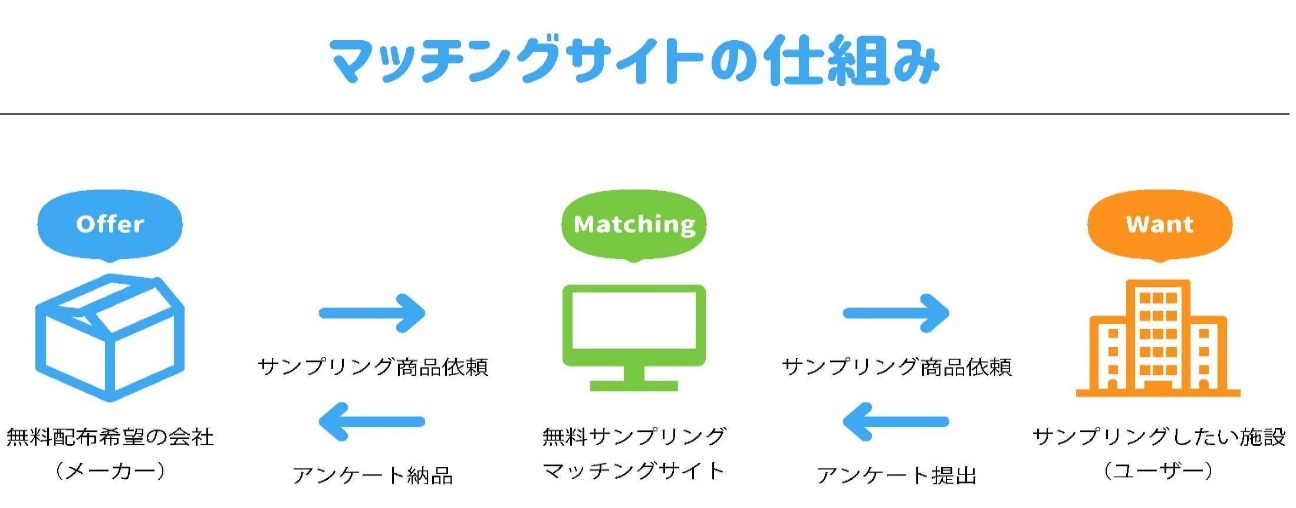 マッチングサイトの仕組み
Offer
Matching
Want
サンプリング商品依頼
サンプリング商品依頼
無料配布希望の会社
（メーカー）
アンケート納品
無料サンプリング
マッチングサイト
アンケート提出
サンプリングしたい施設
（ユーザー）